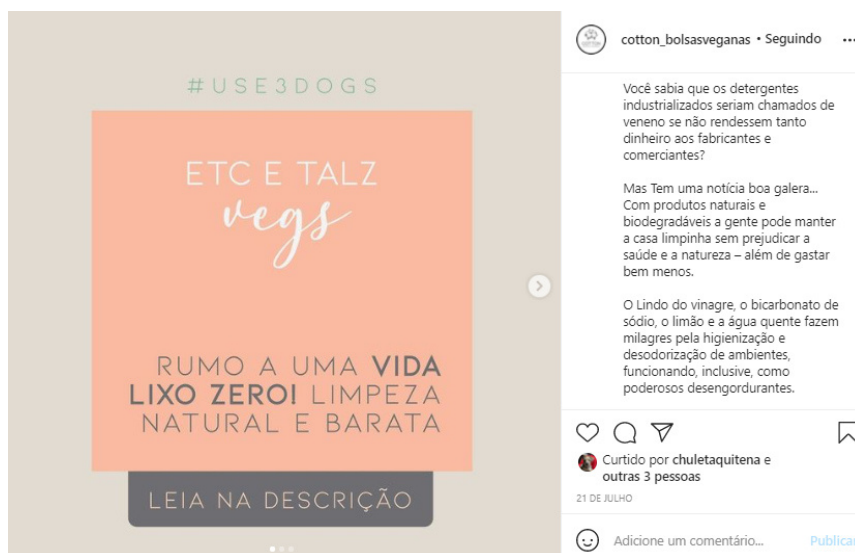 #USE3DOGS
ETC E TALZ
vegs
RUMO A UMA VIDA
LIXO ZERO! LIMPEZA
NATURAL E BARATA
LEIA NA DESCRIÇÃO
cotton_bolsasveganas • Seguindo
Você sabia que os detergentes
industrializados seriam chamados de
veneno se não rendessem tanto
dinheiro aos fabricantes e
comerciantes?
Mas Tem uma notícia boa galera...
Com produtos naturais e
biodegradáveis a gente pode manter
a casa limpinha sem prejudicar a
saúde e a natureza – além de gastar
bem menos.
O Lindo do vinagre, o bicarbonato de
sódio, o limão e a água quente fazem
milagres pela higienização e
desodorização de ambientes,
funcionando, inclusive, como
poderosos desengordurantes.
Curtido por chuletaquitena e
outras 3 pessoas
21 DE JULHO
Adicione um comentário...
Publicar